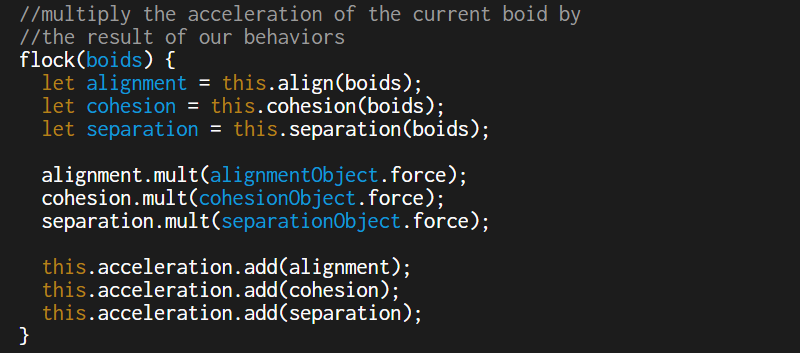 //multiply the acceleration of the current boid by
//the result of our behaviors
flock(boids) {
  let alignment = this.align(boids);
  let cohesion = this.cohesion(boids);
  let separation = this.separation(boids);

  alignment.mult(alignmentObject.force);
  cohesion.mult(cohesionObject.force);
  separation.mult(separationObject.force);

  this.acceleration.add(alignment);
  this.acceleration.add(cohesion);
  this.acceleration.add(separation);
}